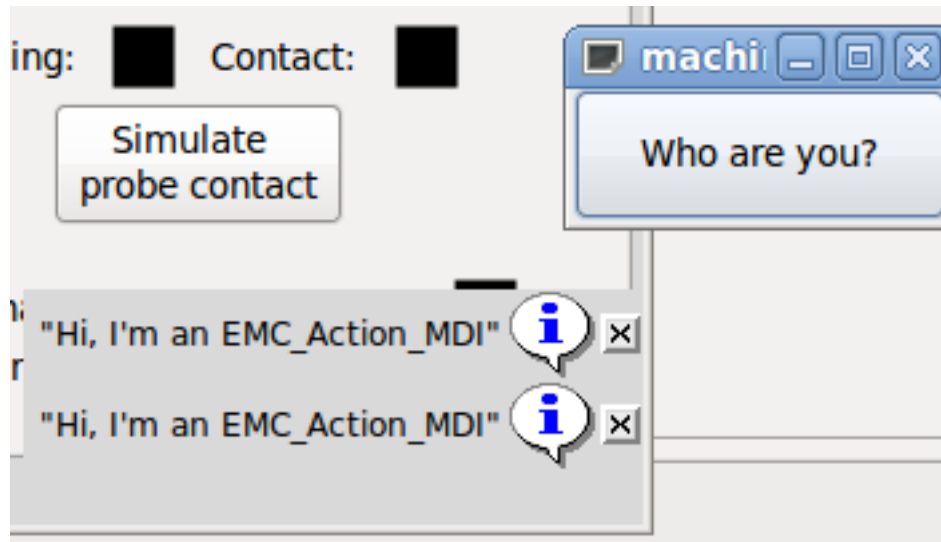 ing:
Contact:
machi
Simulate
probe contact
Who are you?
"Hi, I'm an EMC_Action_MDI"
"Hi, I'm an EMC_Action_MDI"